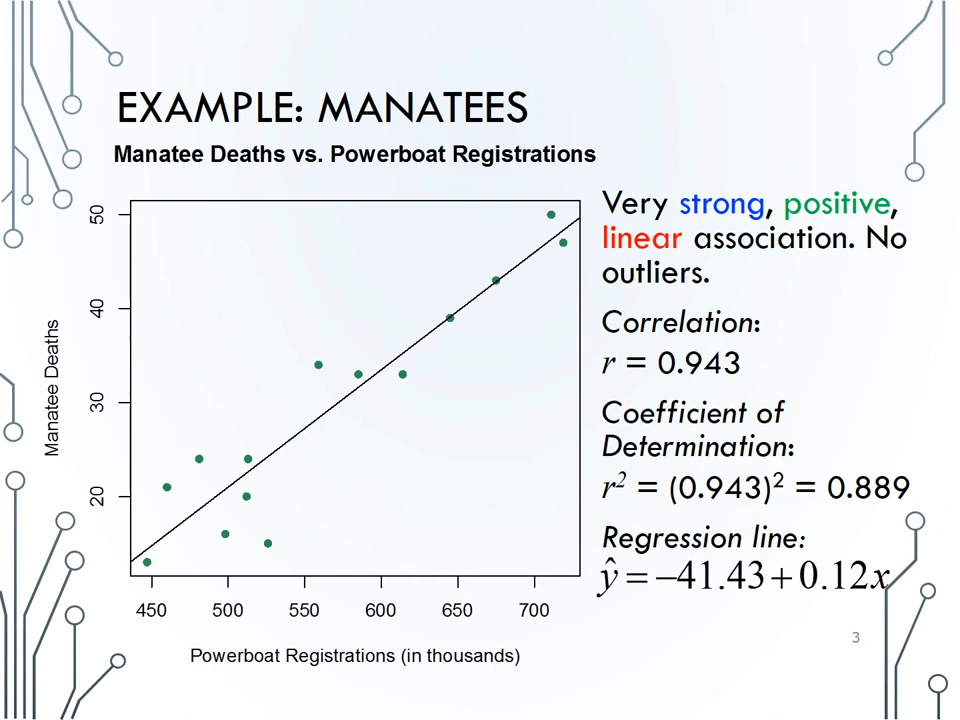 EXAMPLE: MANATEES
Manatee Deaths vs. Powerboat Registrations
Manatee Deaths
50
40
30
20
450 500 550 600 650 700
Powerboat Registrations (in thousands)
Very strong, positive,
linear association. No
outliers.
Correlation:
r = 0.943
Coefficient of
Determination:
r² = (0.943)² = 0.889
Regression line:
ŷ = −41.43+0.12x
3